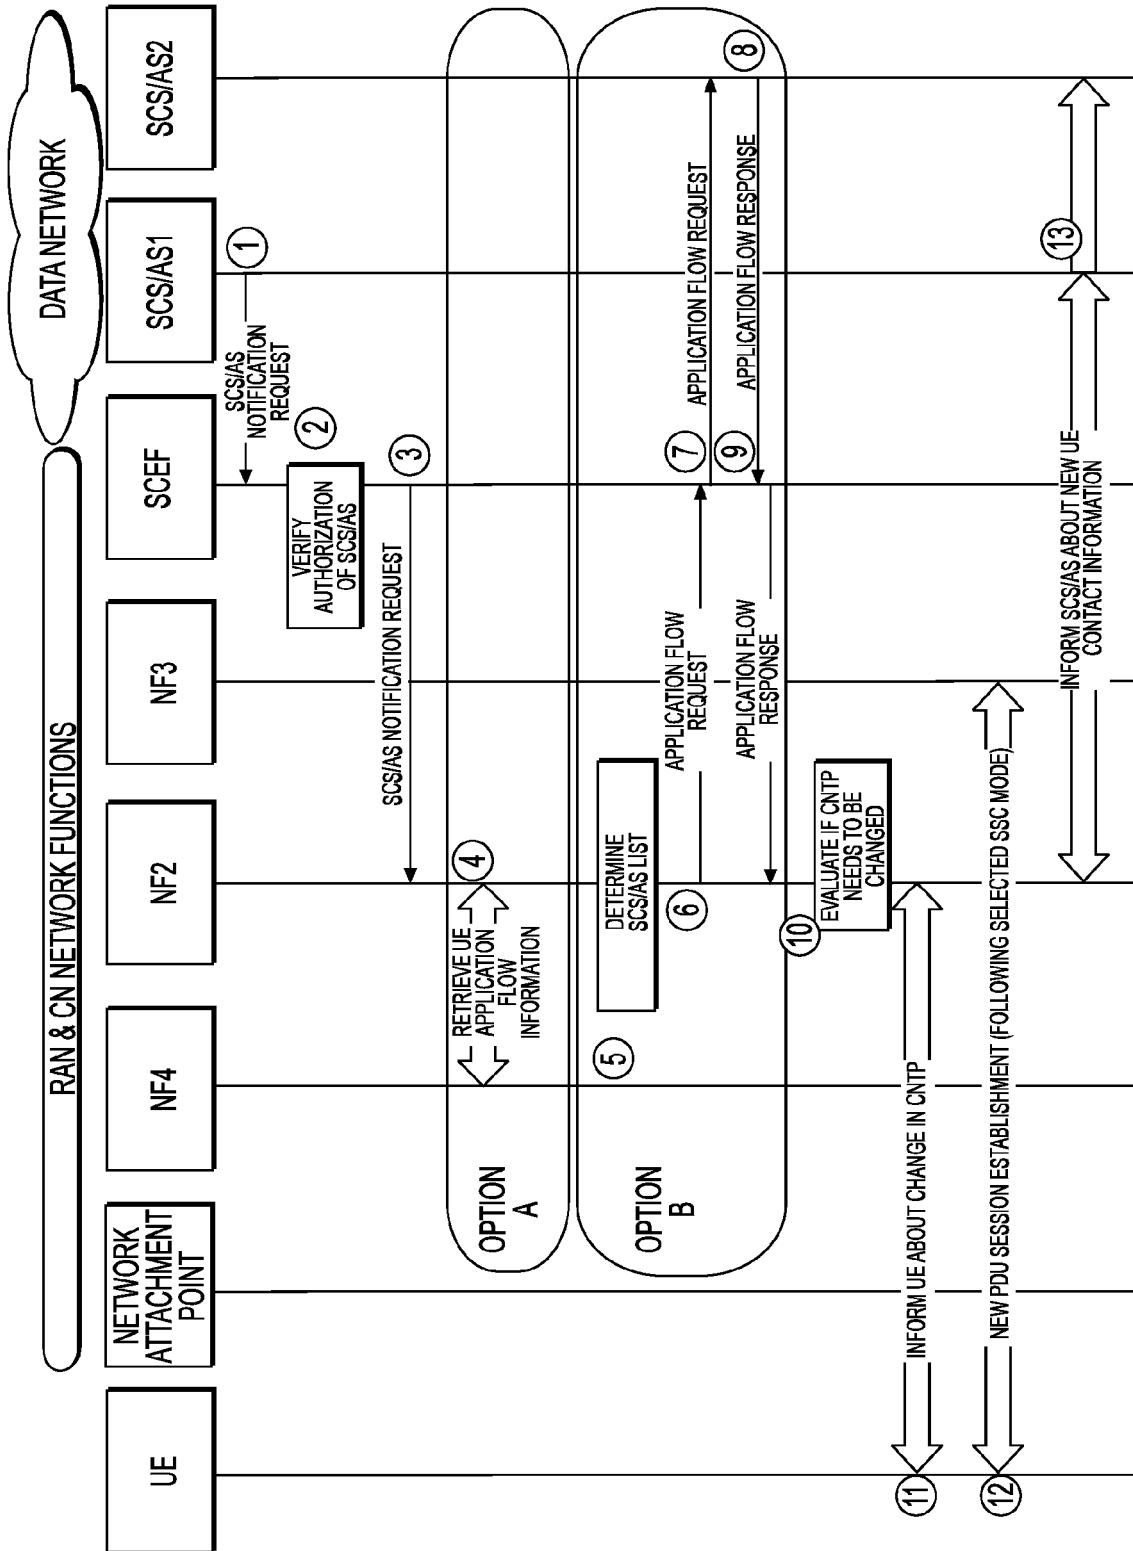 RAN & CN NETWORK FUNCTIONS
DATA NETWORK
UE
NETWORK
ATTACHMENT
POINT
NF4
NF2
NF3
SCEF
SCS/AS1
SCS/AS2
1
SCS/AS
NOTIFICATION
REQUEST
2
VERIFY
AUTHORIZATION
OF SCS/AS
3
SCS/AS NOTIFICATION REQUEST
OPTION
A
4
RETRIEVE UE
APPLICATION
FLOW
INFORMATION
OPTION
B
5
DETERMINE
SCS/AS LIST
6
APPLICATION FLOW
REQUEST
7
APPLICATION FLOW REQUEST
8
APPLICATION FLOW RESPONSE
9
APPLICATION FLOW
RESPONSE
10
EVALUATE IF CNTP
NEEDS TO BE
CHANGED
11
INFORM UE ABOUT CHANGE IN CNTP
12
NEW PDU SESSION ESTABLISHMENT (FOLLOWING SELECTED SSC MODE)
13
INFORM SCS/AS ABOUT NEW UE
CONTACT INFORMATION